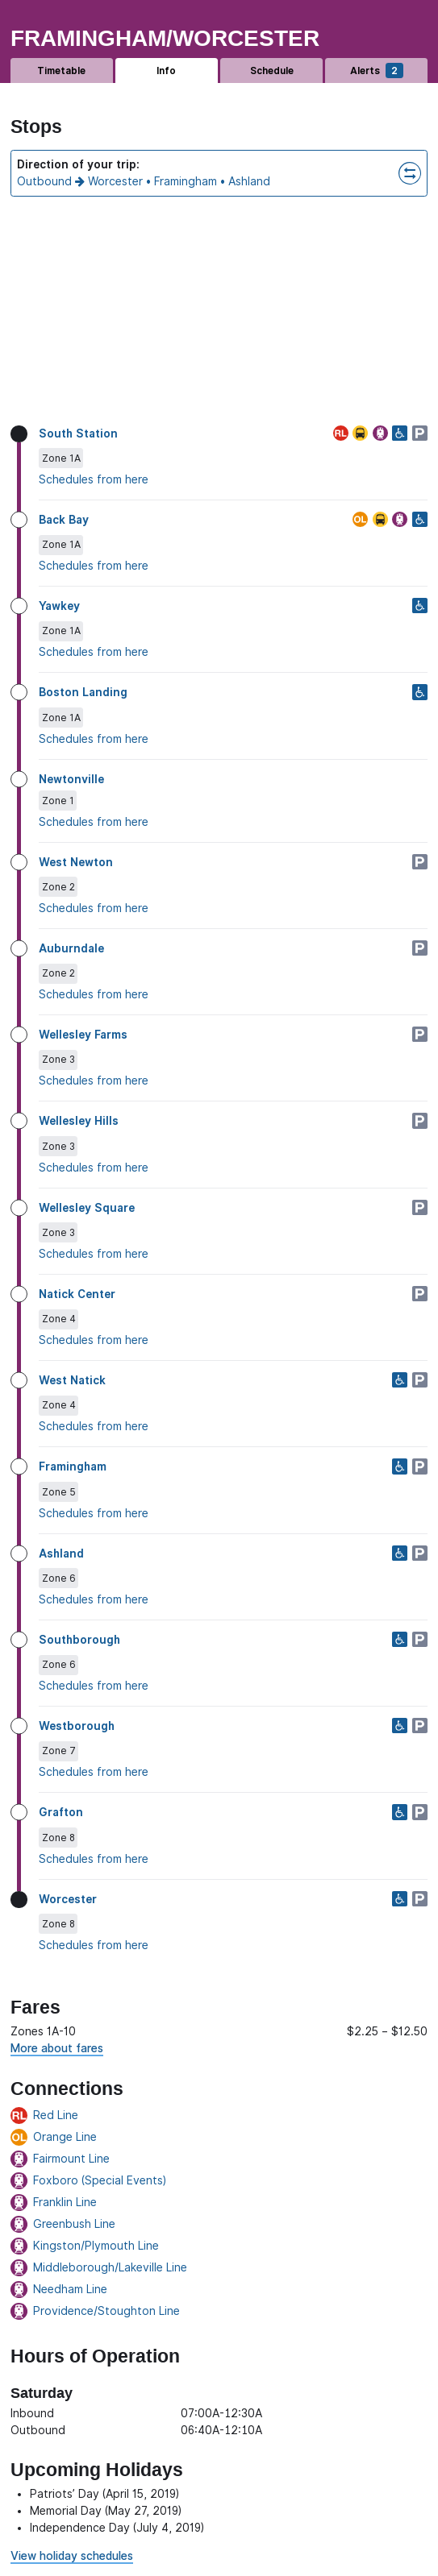 FRAMINGHAM/WORCESTER
Timetable Info Schedule Alerts 2
Stops
Direction of your trip:
Outbound → Worcester • Framingham • Ashland
South Station RL P
Zone 1A
Schedules from here
Back Bay OL
Zone 1A
Schedules from here
Yawkey
Zone 1A
Schedules from here
Boston Landing
Zone 1A
Schedules from here
Newtonville
Zone 1
Schedules from here
West Newton P
Zone 2
Schedules from here
Auburndale P
Zone 2
Schedules from here
Wellesley Farms P
Zone 3
Schedules from here
Wellesley Hills P
Zone 3
Schedules from here
Wellesley Square P
Zone 3
Schedules from here
Natick Center P
Zone 4
Schedules from here
West Natick P
Zone 4
Schedules from here
Framingham P
Zone 5
Schedules from here
Ashland P
Zone 6
Schedules from here
Southborough P
Zone 6
Schedules from here
Westborough P
Zone 7
Schedules from here
Grafton P
Zone 8
Schedules from here
Worcester P
Zone 8
Schedules from here
Fares
Zones 1A-10 $2.25 – $12.50
More about fares
Connections
RL Red Line
OL Orange Line
Fairmount Line
Foxboro (Special Events)
Franklin Line
Greenbush Line
Kingston/Plymouth Line
Middleborough/Lakeville Line
Needham Line
Providence/Stoughton Line
Hours of Operation
Saturday
Inbound 07:00A-12:30A
Outbound 06:40A-12:10A
Upcoming Holidays
• Patriots’ Day (April 15, 2019)
• Memorial Day (May 27, 2019)
• Independence Day (July 4, 2019)
View holiday schedules